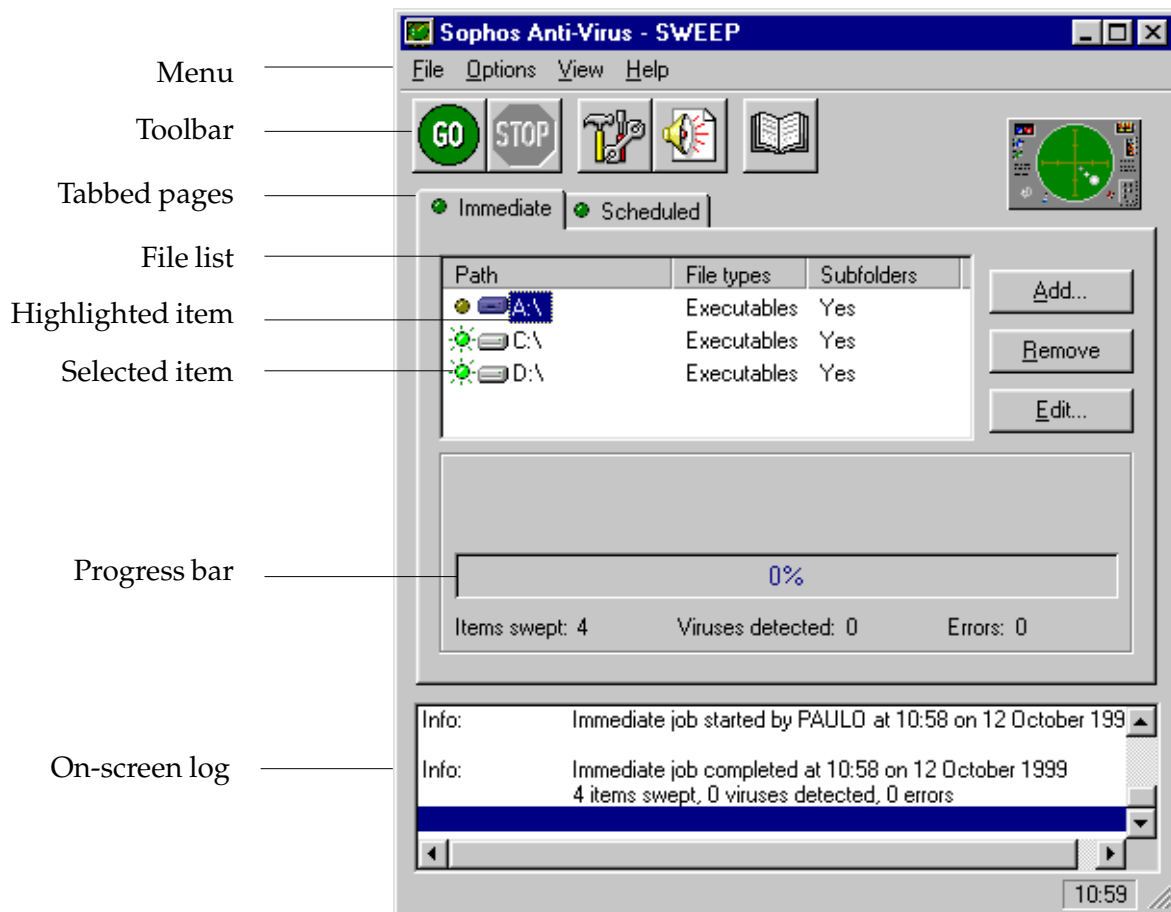 Sophos Anti-Virus - SWEEP
Menu
File Options View Help
Toolbar
GO STOP
Tabbed pages
Immediate Scheduled
File list
Path File types Subfolders
Add...
Highlighted item
A:\ Executables Yes
C:\ Executables Yes
Remove
Selected item
D:\ Executables Yes
Edit...
Progress bar
0%
Items swept: 4 Viruses detected: 0 Errors: 0
Info: Immediate job started by PAULO at 10:58 on 12 October 199
On-screen log
Info: Immediate job completed at 10:58 on 12 October 1999
4 items swept, 0 viruses detected, 0 errors
10:59